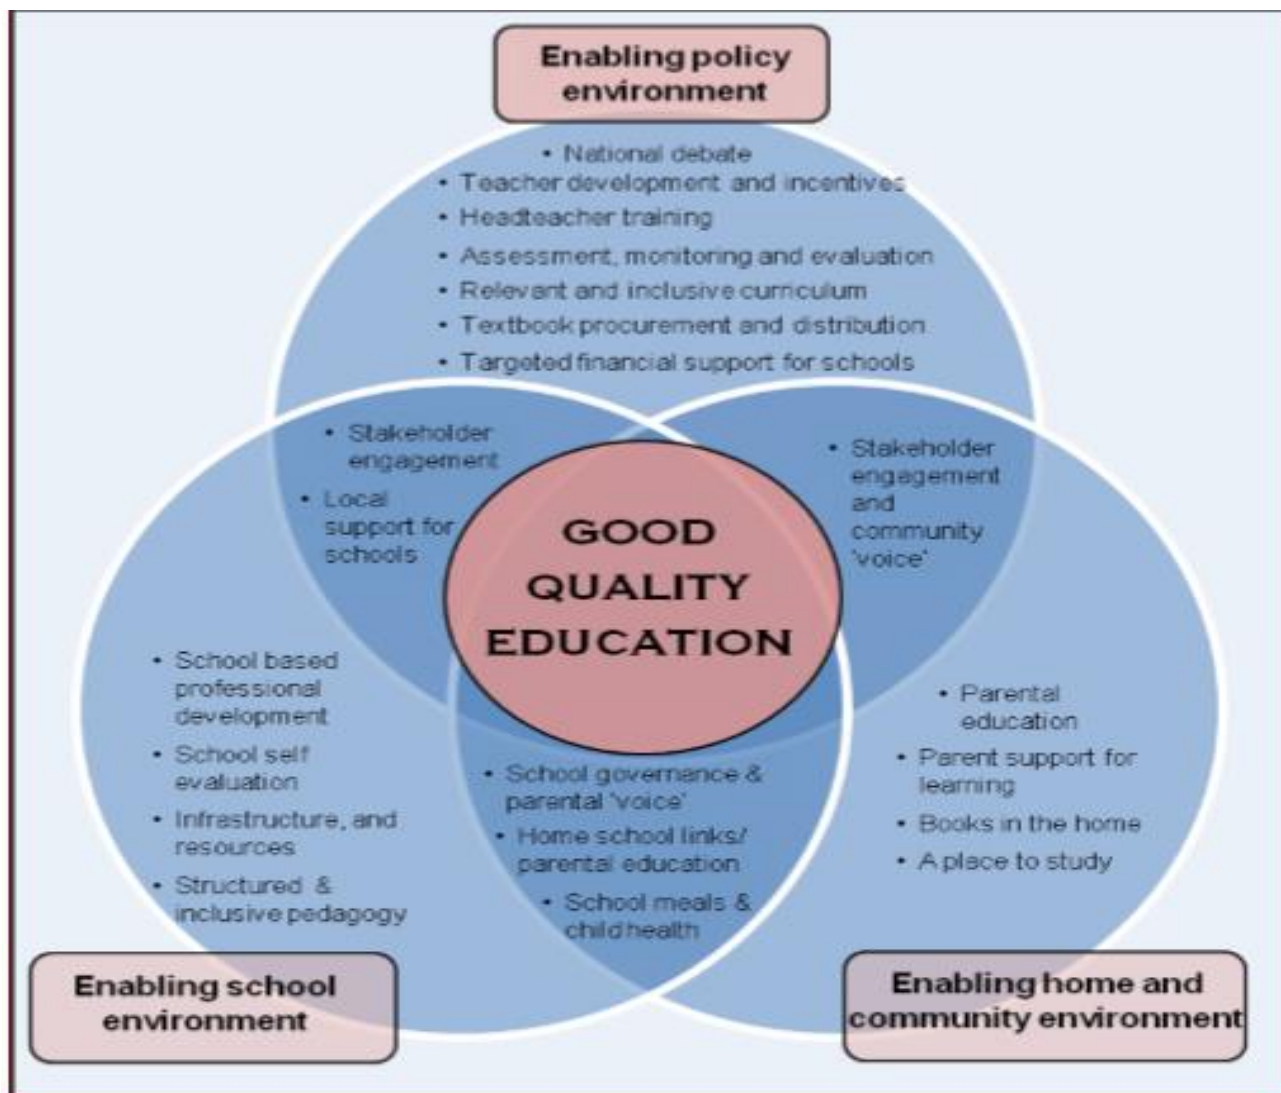 Enabling policy
environment
• National debate
• Teacher development and incentives
• Headteacher training
• Assessment, monitoring and evaluation
• Relevant and inclusive curriculum
• Textbook procurement and distribution
• Targeted financial support for schools
• Stakeholder
engagement
• Local
support for
schools
• Stakeholder
engagement
and
community
'voice'
GOOD
QUALITY
EDUCATION
• School based
professional
development
• School self
evaluation
• Infrastructure, and
resources
• Structured &
inclusive pedagogy
• School governance &
parental 'voice'
• Home school links/
parental education
• School meals &
child health
• Parental
education
• Parent support for
learning
• Books in the home
• A place to study
Enabling school
environment
Enabling home and
community environment